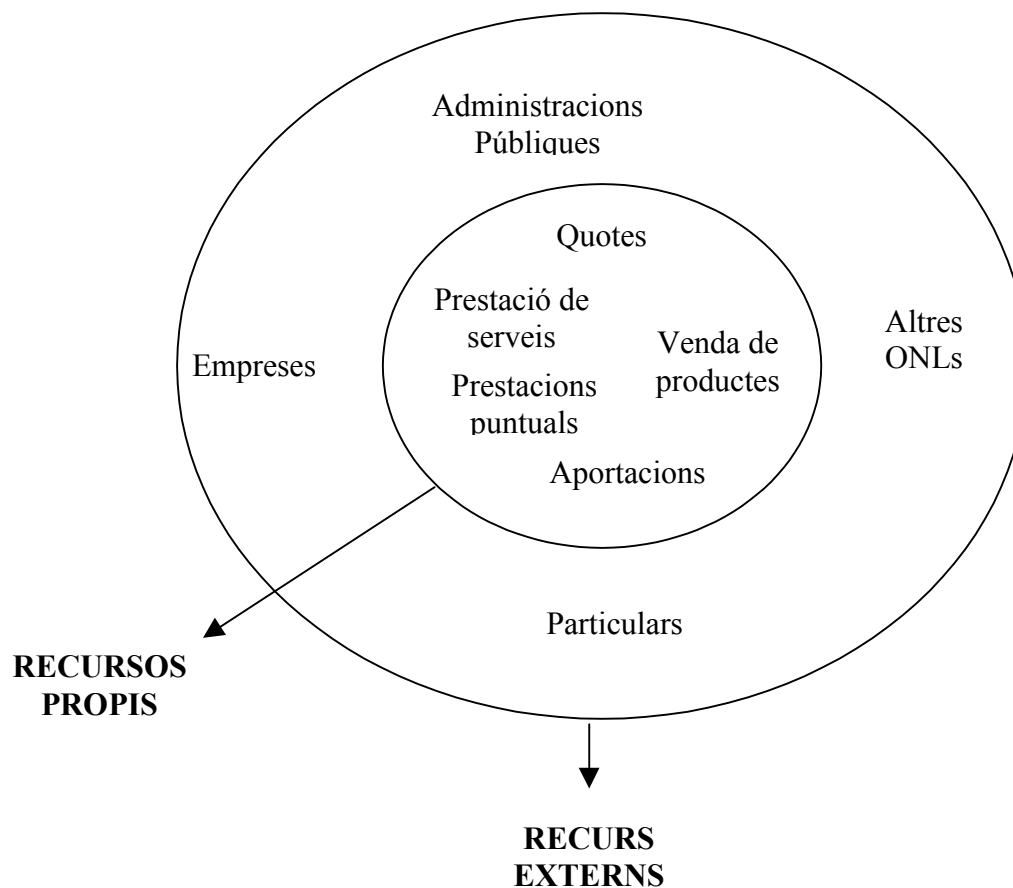 Administracions
Públiques
Quotes
Prestació de
serveis
Venda de
productes
Altres
ONLs
Empreses
Prestacions
puntuals
Aportacions
Particulars
RECURSOS
PROPIS
RECURS
EXTERNS